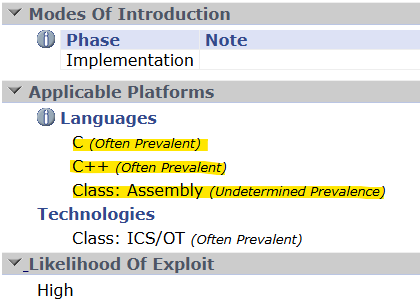 Modes Of Introduction
Phase Note
Implementation
Applicable Platforms
Languages
C (Often Prevalent)
C++ (Often Prevalent)
Class: Assembly (Undetermined Prevalence)
Technologies
Class: ICS/OT (Often Prevalent)
Likelihood Of Exploit
High